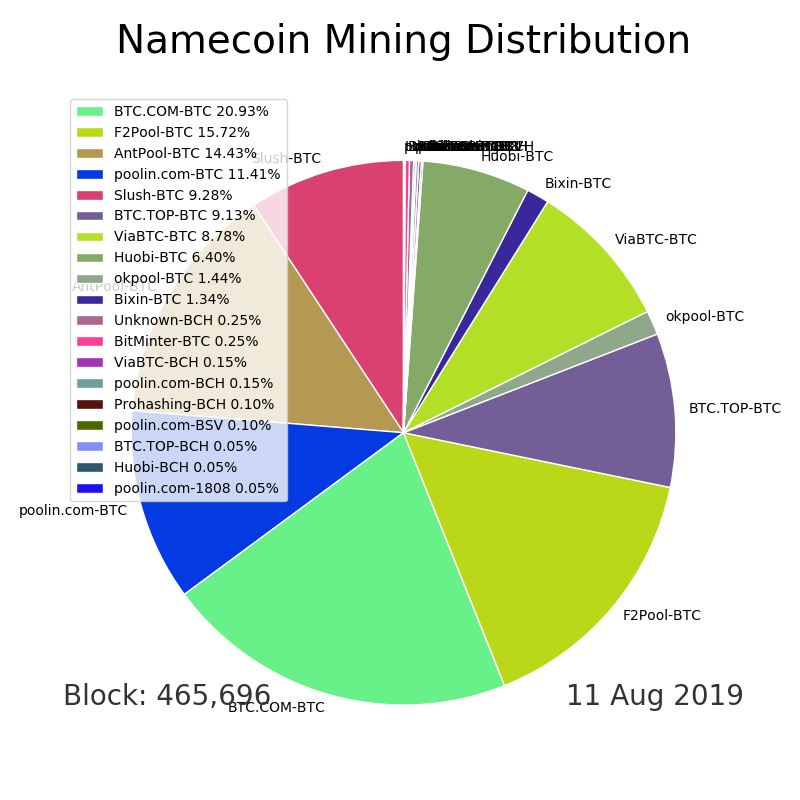 Namecoin Mining Distribution
BTC.COM-BTC 20.93%
F2Pool-BTC 15.72%
AntPool-BTC 14.43%
poolin.com-BTC 11.41%
Slush-BTC 9.28%
BTC.TOP-BTC 9.13%
ViaBTC-BTC 8.78%
Huobi-BTC 6.40%
okpool-BTC 1.44%
Bixin-BTC 1.34%
Unknown-BCH 0.25%
BitMinter-BTC 0.25%
ViaBTC-BCH 0.15%
poolin.com-BCH 0.15%
Prohashing-BCH 0.10%
poolin.com-BSV 0.10%
BTC.TOP-BCH 0.05%
Huobi-BCH 0.05%
poolin.com-1808 0.05%
Slush-BTC
Huobi-BTC
Bixin-BTC
ViaBTC-BTC
AntPool-BTC
okpool-BTC
BTC.TOP-BTC
poolin.com-BTC
F2Pool-BTC
BTC.COM-BTC
Block: 465,696
11 Aug 2019